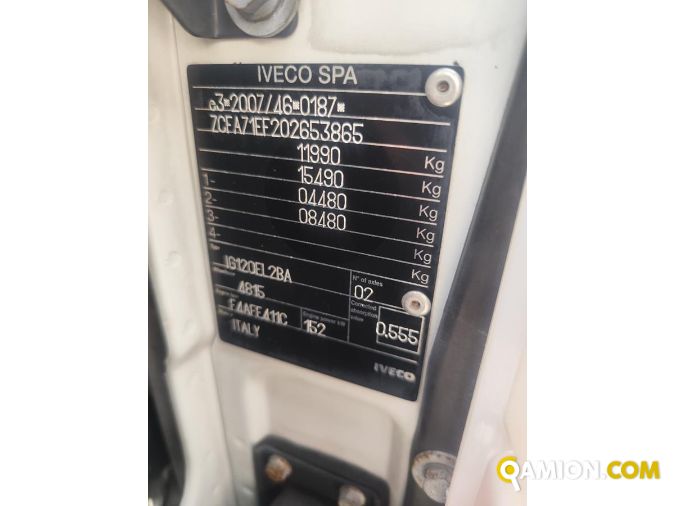 IVECO SPA
e3*2007/46*0187*
ZCFA71EF202653865
11990 Kg
1- 15490 Kg
2- 04480 Kg
3- 08480 Kg
4- Kg
Kg
Type IG120EL2BA
N° of axles 02
4815
F4AFE411C
Engine power kW 152
Corrected absorption value 0.555
ITALY
IVECO
QAMION.COM